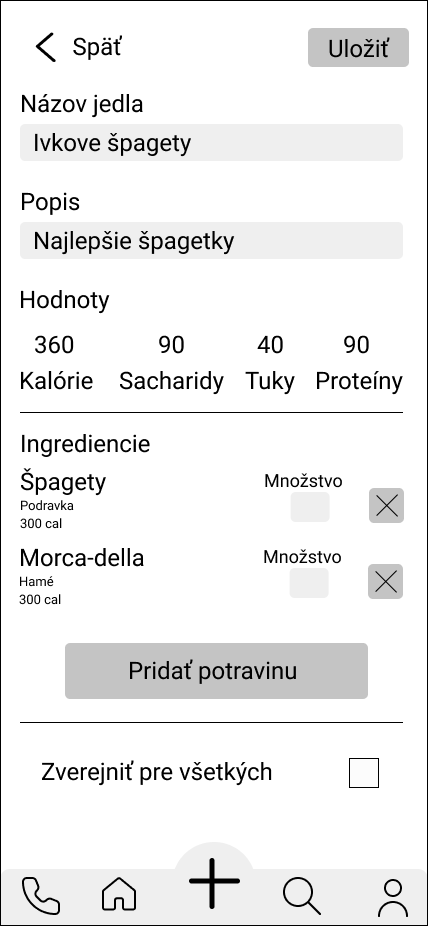 Späť
Uložiť
Názov jedla
Ivkove špagety
Popis
Najlepšie špagetky
Hodnoty
360 90 40 90
Kalórie Sacharidy Tuky Proteíny
Ingrediencie
Špagety
Množstvo
Podravka
300 cal
Morca-della
Množstvo
Hamé
300 cal
Pridať potravinu
Zverejniť pre všetkých